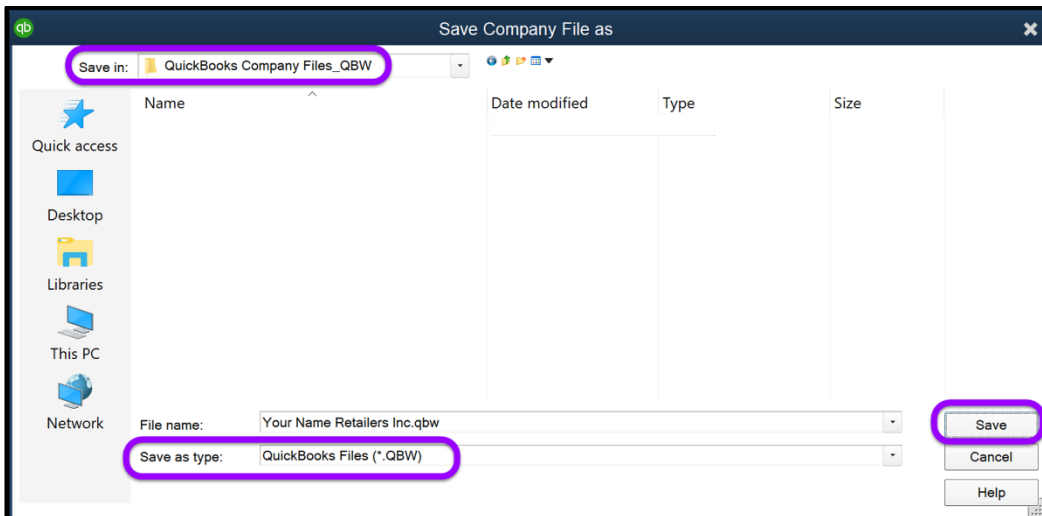 qb
Save Company File as
Save in: QuickBooks Company Files_QBW
Name Date modified Type Size
Quick access
Desktop
Libraries
This PC
Network
File name: Your Name Retailers Inc.qbw Save
Save as type: QuickBooks Files (*.QBW) Cancel
Help